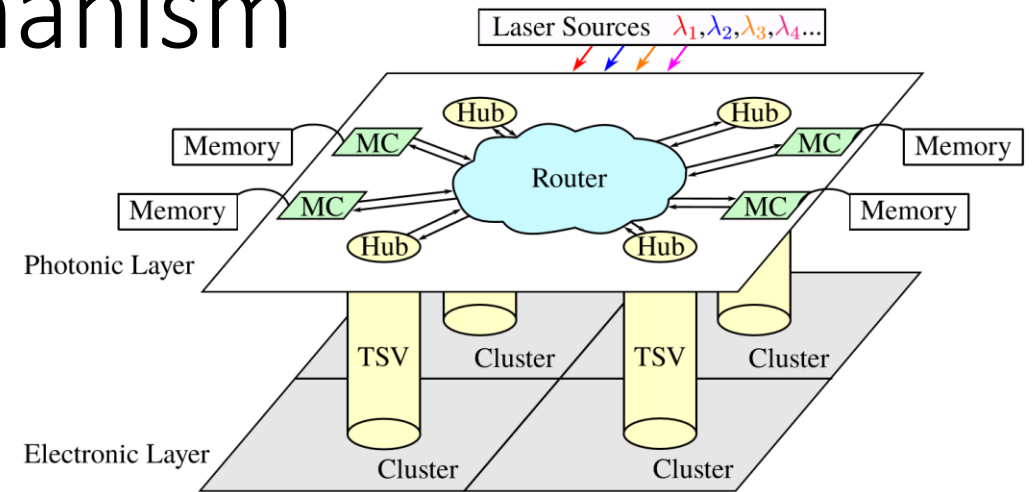 hanism
Laser Sources λ1,λ2,λ3,λ4...
Hub
Hub
MC
MC
Memory
Memory
Router
MC
MC
Memory
Memory
Hub
Hub
Photonic Layer
TSV
Cluster
TSV
Cluster
Electronic Layer
Cluster
Cluster